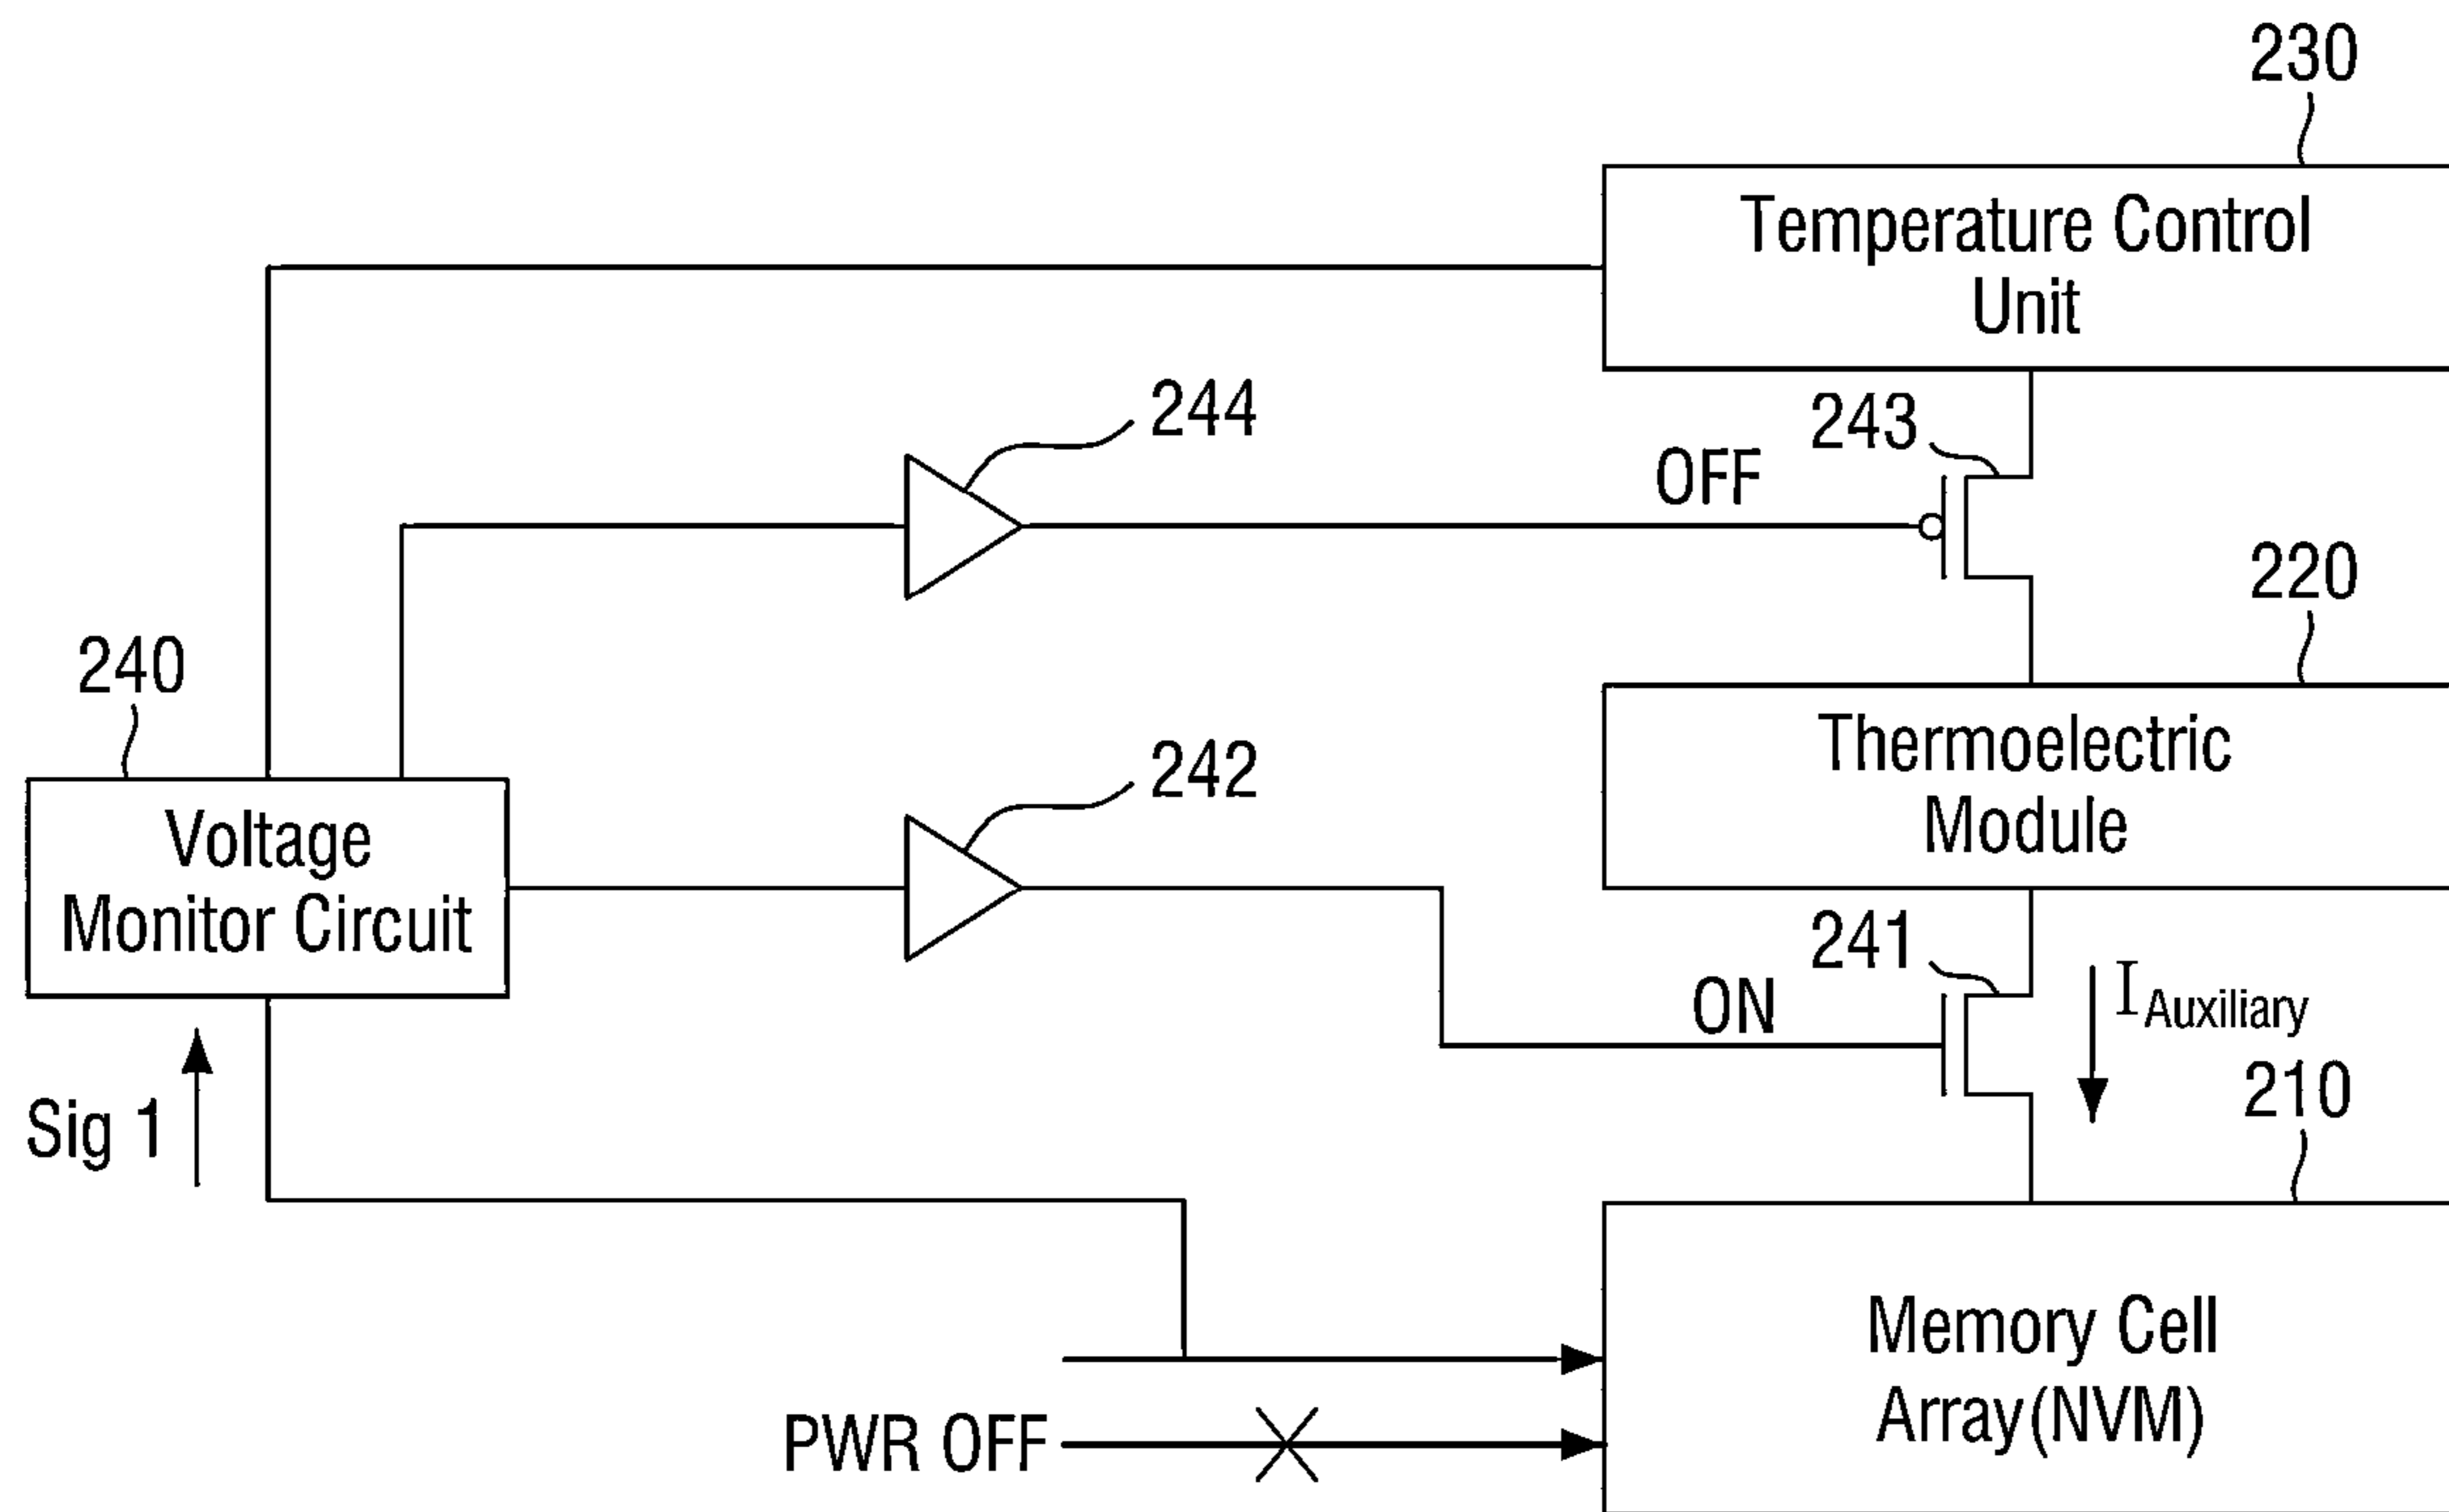 230
Temperature Control
Unit
244
243
OFF
220
240
242
Thermoelectric
Module
Voltage
Monitor Circuit
241
I Auxiliary
ON
210
Sig 1
Memory Cell
Array(NVM)
PWR OFF